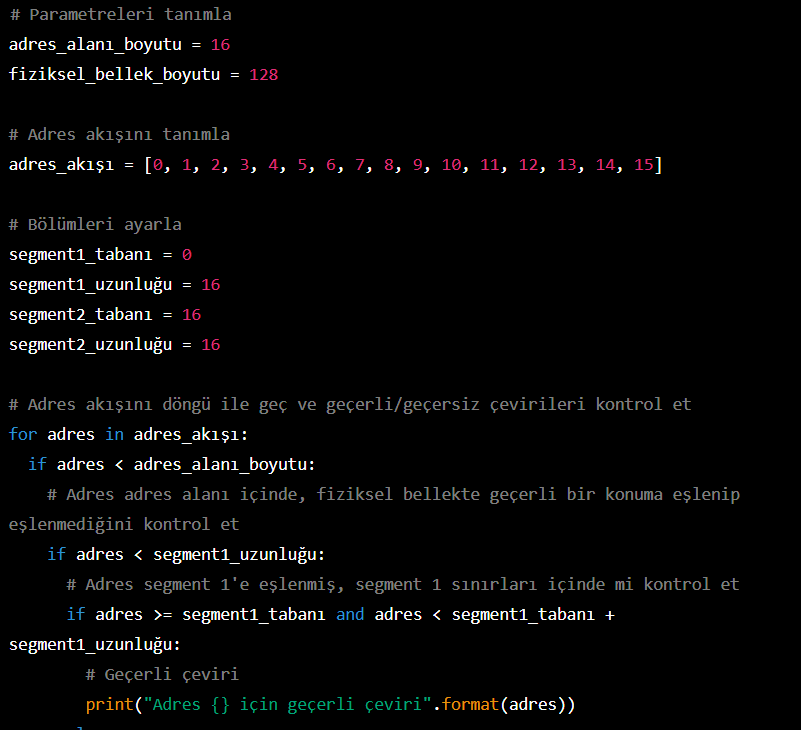 # Parametreleri tanımla
adres_alanı_boyutu = 16
fiziksel_bellek_boyutu = 128
# Adres akışını tanımla
adres_akışı = [0, 1, 2, 3, 4, 5, 6, 7, 8, 9, 10, 11, 12, 13, 14, 15]
# Bölümleri ayarla
segment1_tabanı = 0
segment1_uzunluğu = 16
segment2_tabanı = 16
segment2_uzunluğu = 16
# Adres akışını döngü ile geç ve geçerli/geçersiz çevirileri kontrol et
for adres in adres_akışı:
if adres < adres_alanı_boyutu:
# Adres adres alanı içinde, fiziksel bellekte geçerli bir konuma eşlenip
eşlenmediğini kontrol et
if adres < segment1_uzunluğu:
# Adres segment 1'e eşlenmiş, segment 1 sınırları içinde mi kontrol et
if adres >= segment1_tabanı and adres < segment1_tabanı +
segment1_uzunluğu:
# Geçerli çeviri
print("Adres {} için geçerli çeviri".format(adres))